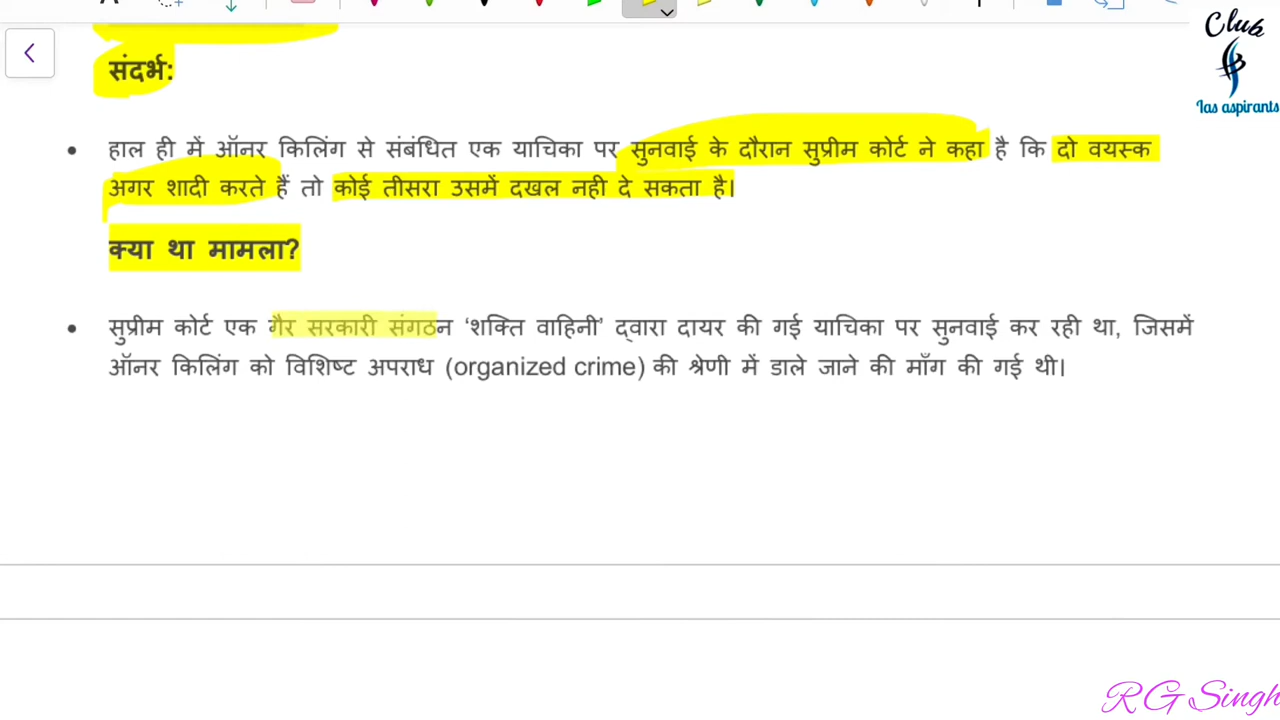 Club
Ias aspirants
संदर्भ:
हाल ही में ऑनर किलिंग से संबंधित एक याचिका पर सुनवाई के दौरान सुप्रीम कोर्ट ने कहा है कि दो वयस्क
अगर शादी करते हैं तो कोई तीसरा उसमें दखल नही दे सकता है।
क्या था मामला?
सुप्रीम कोर्ट एक गैर सरकारी संगठन ‘शक्ति वाहिनी’ द्वारा दायर की गई याचिका पर सुनवाई कर रही था, जिसमें
ऑनर किलिंग को विशिष्ट अपराध (organized crime) की श्रेणी में डाले जाने की माँग की गई थी।
RG Singh